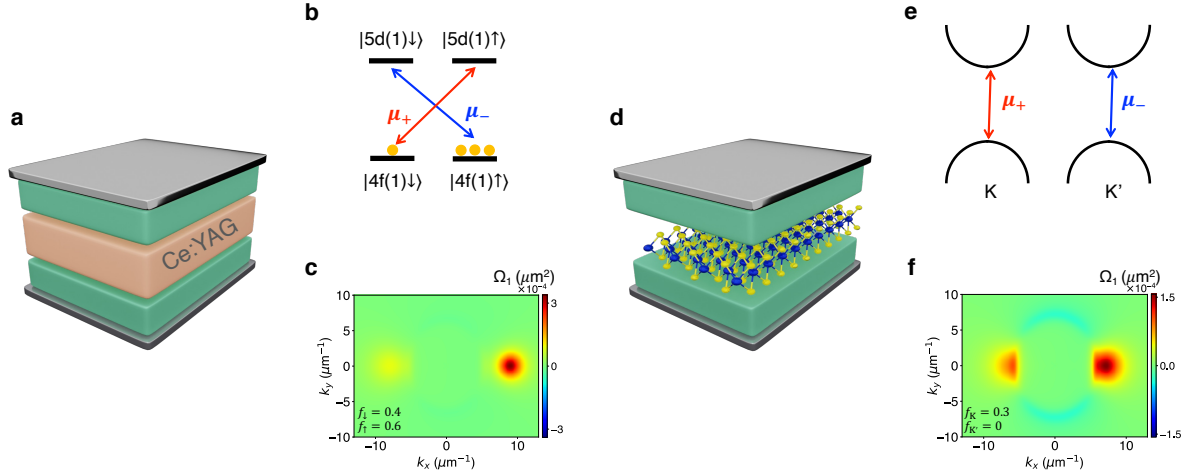 a
Ce:YAG
b
|5d(1)↓⟩ |5d(1)↑⟩
μ+ μ−
|4f(1)↓⟩ |4f(1)↑⟩
c
Ω1 (μm²)
×10⁻⁴
10
5
0
−5
−10
ky (μm⁻¹)
f↓ = 0.4
f↑ = 0.6
−10 0 10
kx (μm⁻¹)
3
0
−3
d
e
μ+ μ−
K K'
f
Ω1 (μm²)
×10⁻⁴
10
5
0
−5
−10
ky (μm⁻¹)
fK = 0.3
fK' = 0
−10 0 10
kx (μm⁻¹)
1.5
0.0
−1.5